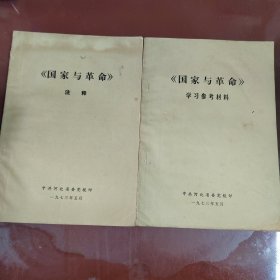 《国家与革命》
注释
中共河北省委党校印
一九七三年五月
《国家与革命》
学习参考材料
中共河北省委党校印
一九七三年五月